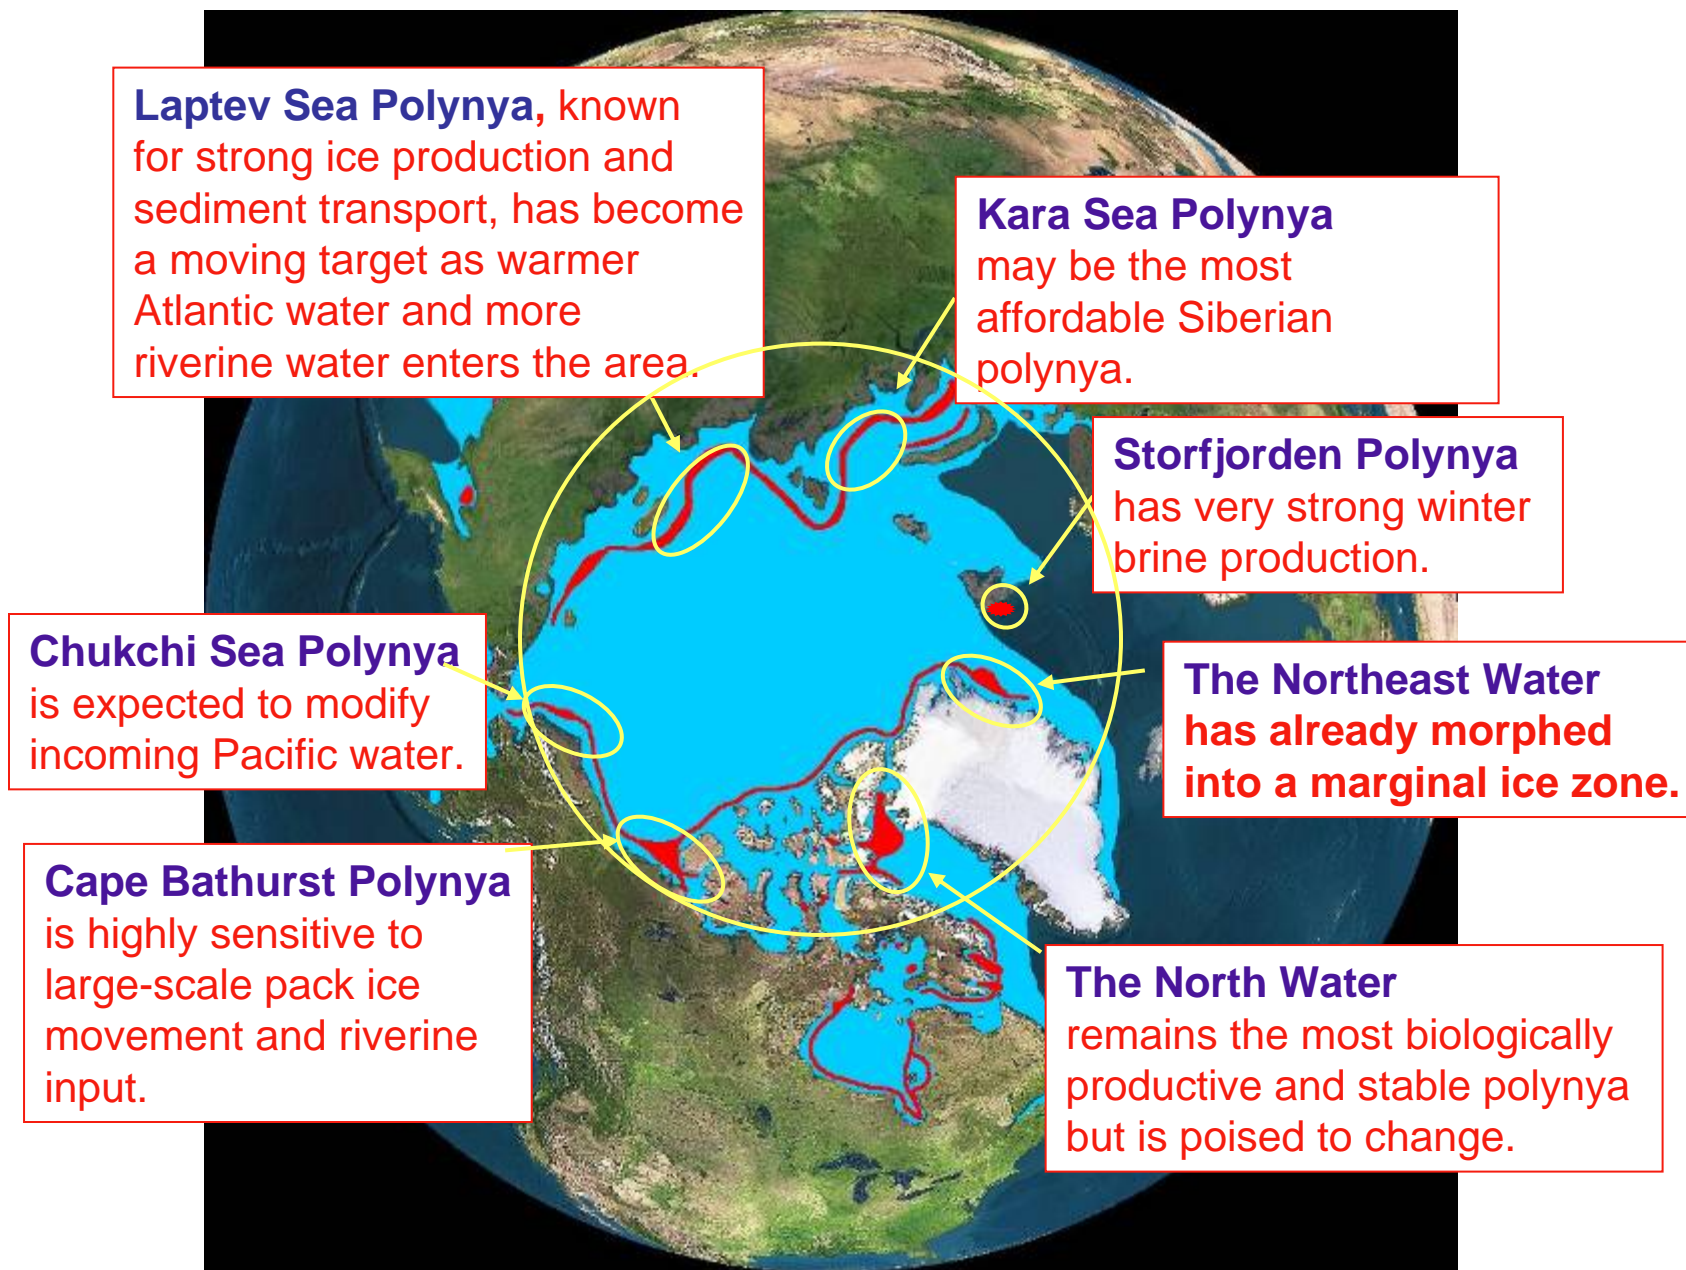 Laptev Sea Polynya, known
for strong ice production and
sediment transport, has become
a moving target as warmer
Atlantic water and more
riverine water enters the area.
Kara Sea Polynya
may be the most
affordable Siberian
polynya.
Storfjorden Polynya
has very strong winter
brine production.
Chukchi Sea Polynya
is expected to modify
incoming Pacific water.
The Northeast Water
has already morphed
into a marginal ice zone.
Cape Bathurst Polynya
is highly sensitive to
large-scale pack ice
movement and riverine
input.
The North Water
remains the most biologically
productive and stable polynya
but is poised to change.